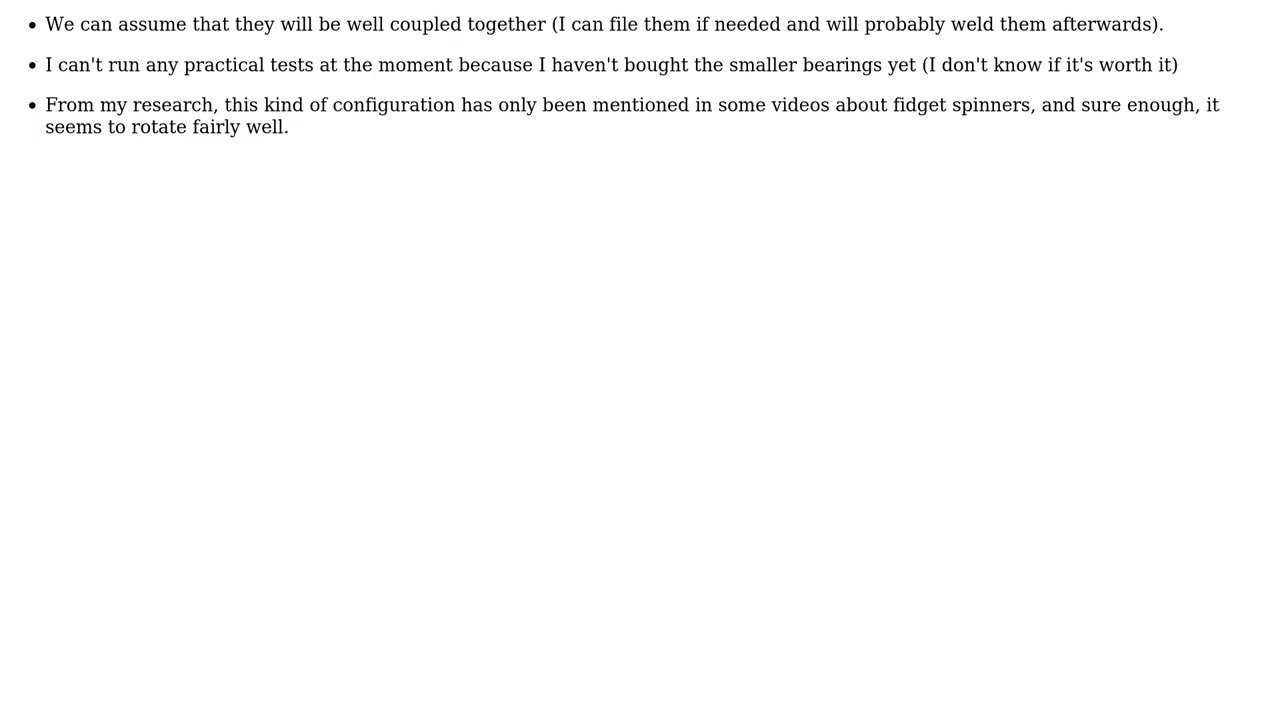 • We can assume that they will be well coupled together (I can file them if needed and will probably weld them afterwards).
• I can't run any practical tests at the moment because I haven't bought the smaller bearings yet (I don't know if it's worth it)
• From my research, this kind of configuration has only been mentioned in some videos about fidget spinners, and sure enough, it
seems to rotate fairly well.